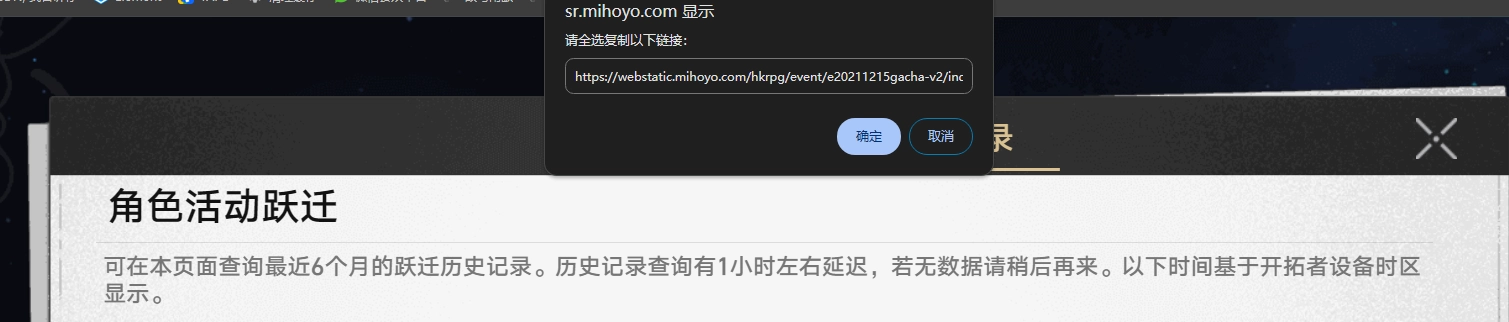 sr.mihoyo.com 显示
请全选复制以下链接：
https://webstatic.mihoyo.com/hkrpg/event/e20211215gacha-v2/inc
确定
取消
录
角色活动跃迁
可在本页面查询最近6个月的跃迁历史记录。历史记录查询有1小时左右延迟，若无数据请稍后再来。以下时间基于开拓者设备时区
显示。